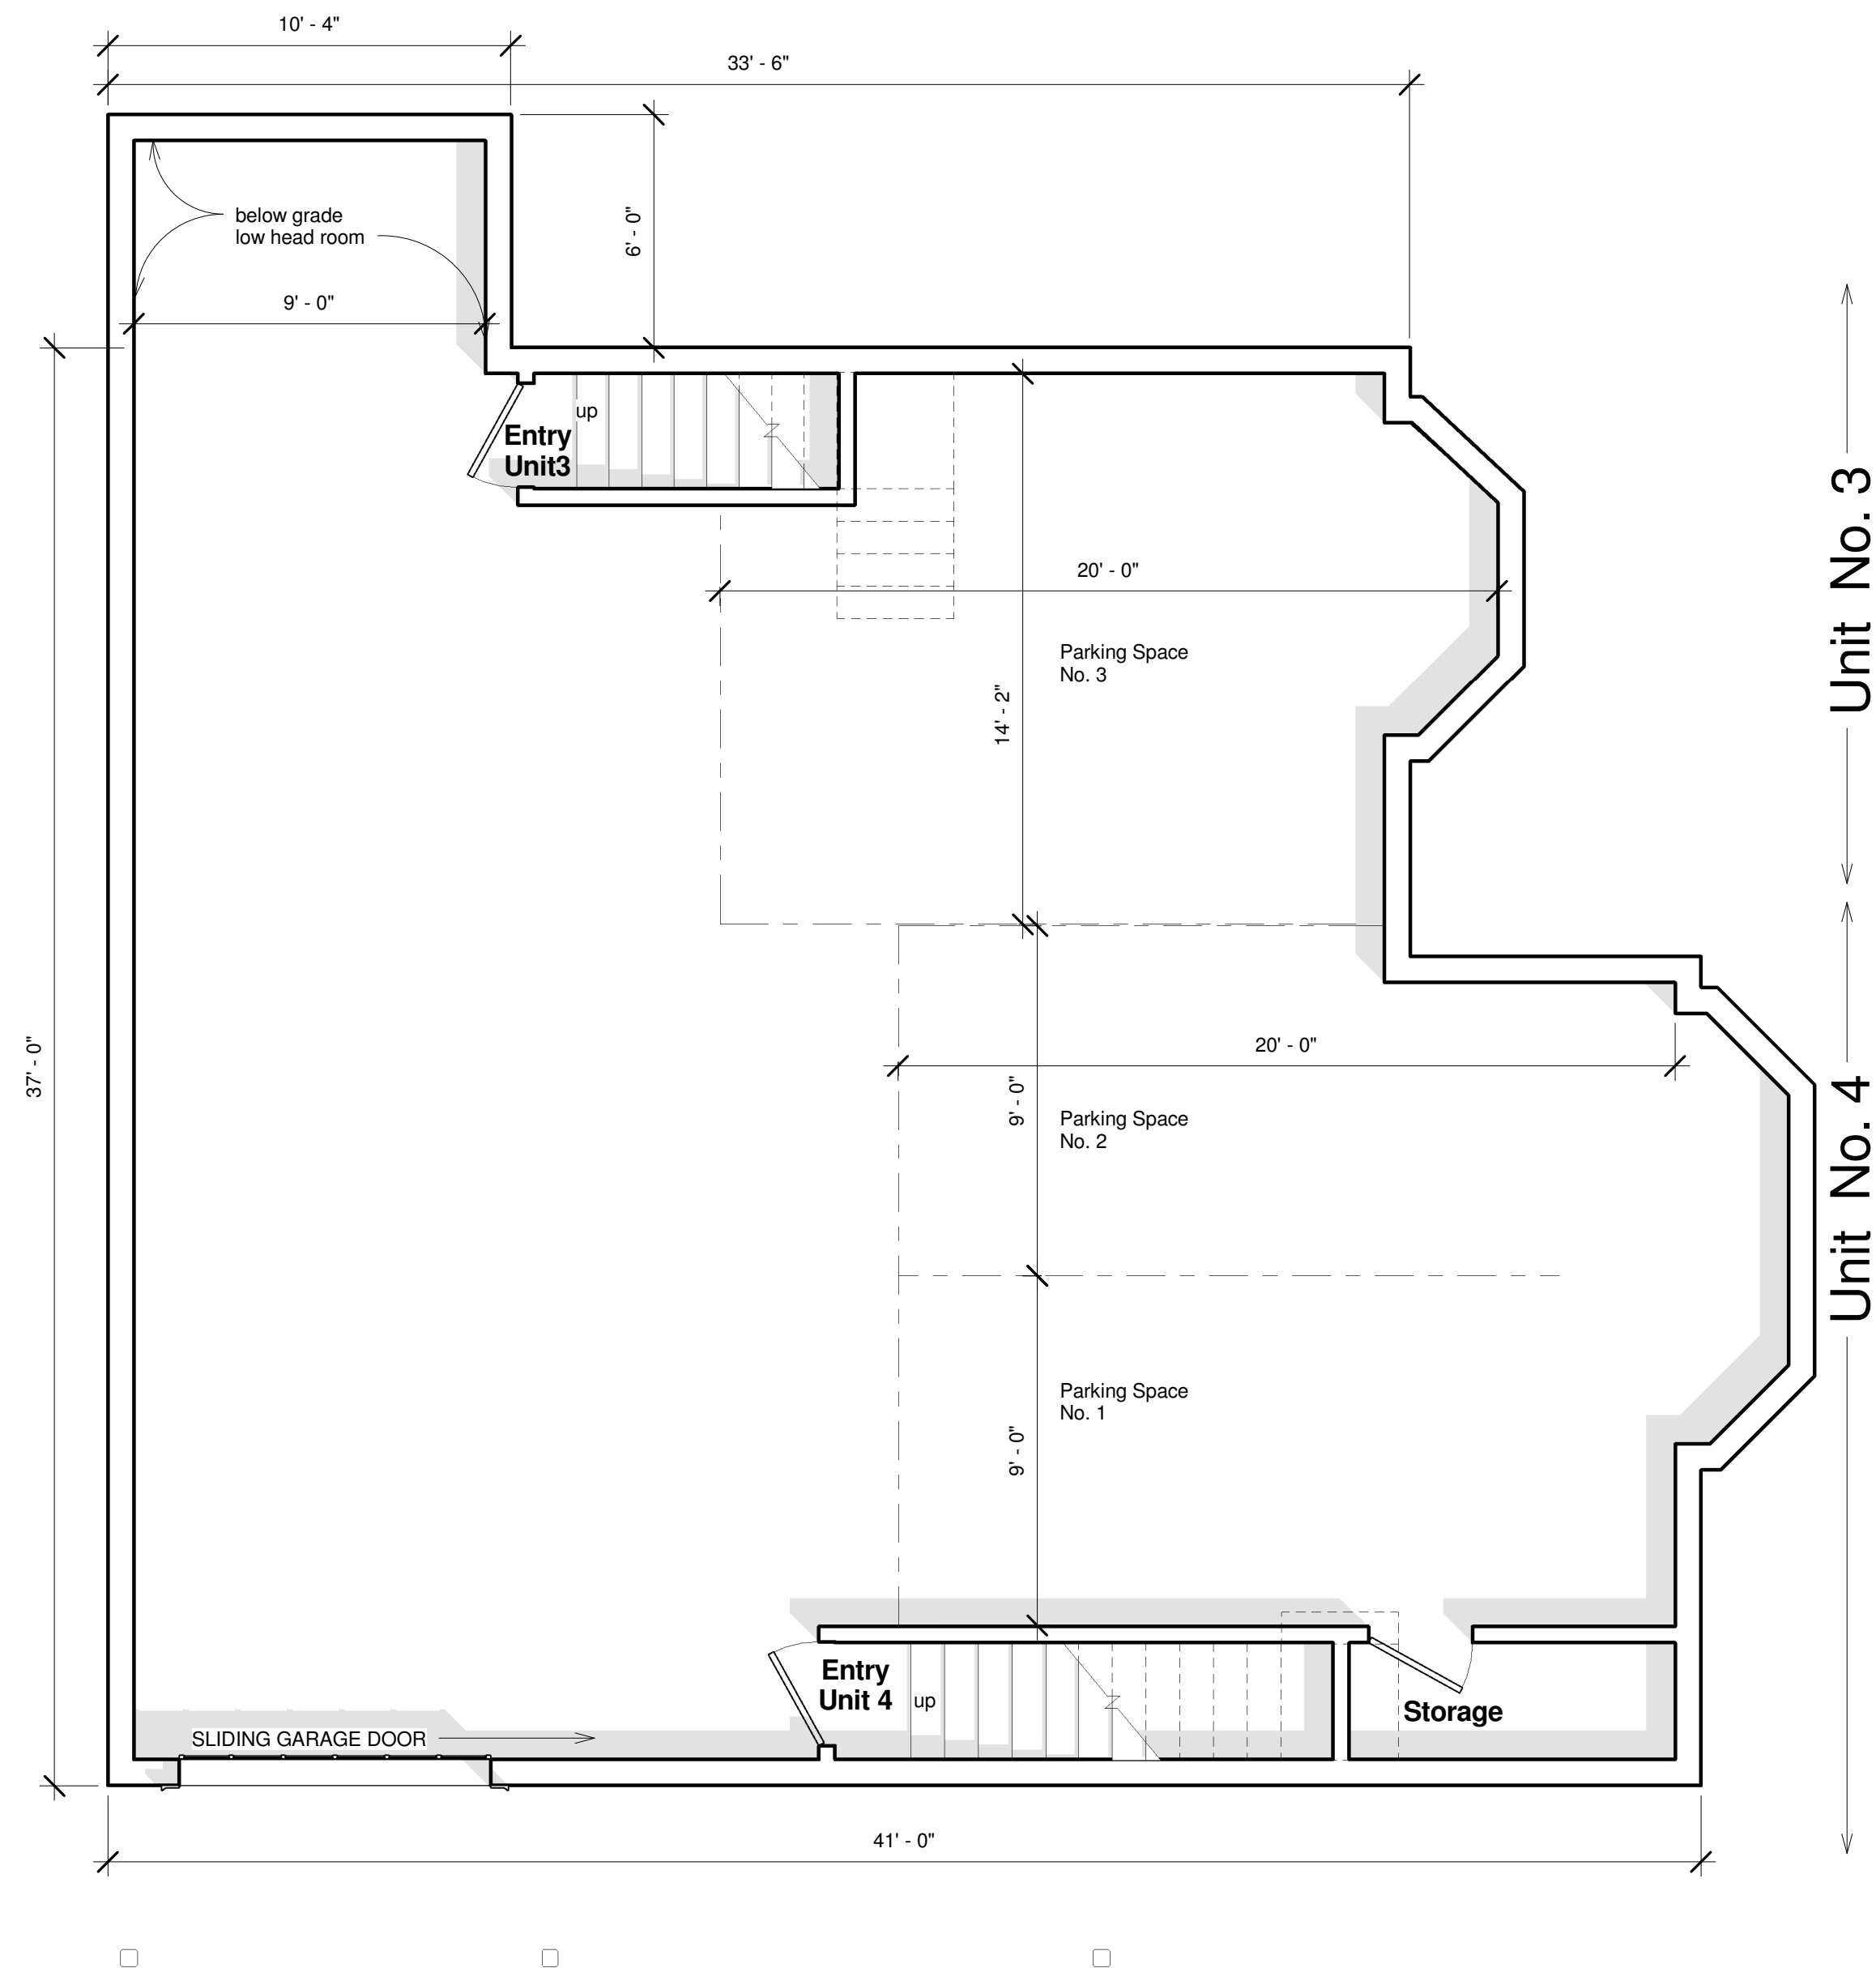 10' - 4"
33' - 6"
6' - 0"
below grade
low head room
9' - 0"
up
Entry
Unit3
20' - 0"
Parking Space
No. 3
14' - 2"
Unit No. 3
37' - 0"
20' - 0"
9' - 0"
Parking Space
No. 2
Unit No. 4
Parking Space
No. 1
9' - 0"
Entry
Unit 4
up
Storage
SLIDING GARAGE DOOR
41' - 0"